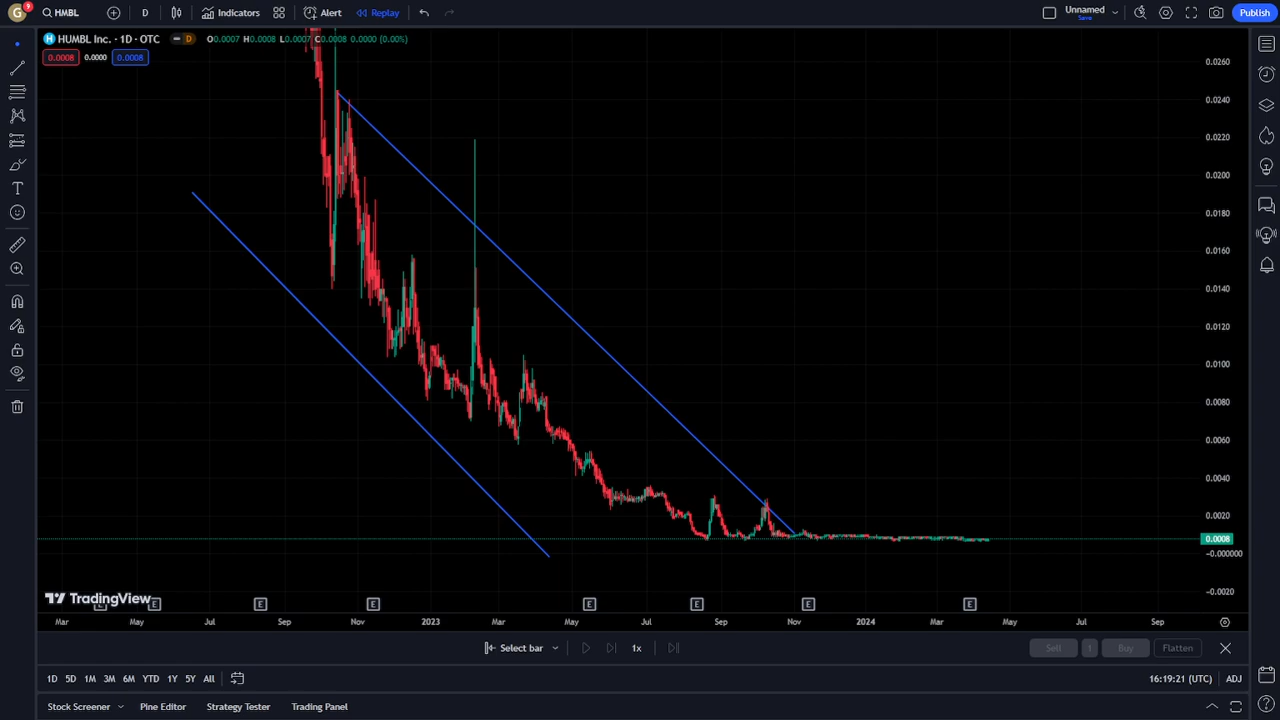 G 9 HMBL D Indicators Alert Replay Unnamed Save Publish
HUMBL Inc. · 1D · OTC D O0.0007 H0.0008 L0.0007 C0.0008 0.0000 (0.00%)
0.0008 0.0000 0.0008
0.0260
0.0240
0.0220
0.0200
0.0180
0.0160
0.0140
0.0120
0.0100
0.0080
0.0060
0.0040
0.0020
0.0008
−0.000000
−0.0020
TradingView
E E E E E E E
Mar May Jul Sep Nov 2023 Mar May Jul Sep Nov 2024 Mar May Jul Sep
Select bar 1x Sell 1 Buy Flatten
1D 5D 1M 3M 6M YTD 1Y 5Y All 16:19:21 (UTC) ADJ
Stock Screener Pine Editor Strategy Tester Trading Panel